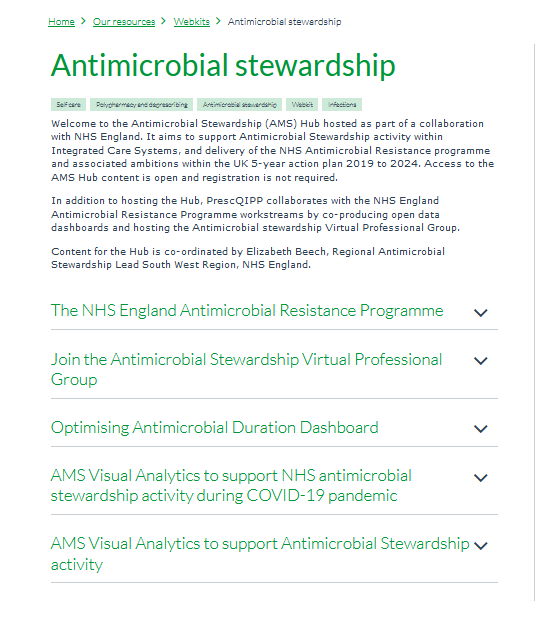 Home > Our resources > Webkits > Antimicrobial stewardship
Antimicrobial stewardship
Self care Polypharmacy and deprescribing Antimicrobial stewardship Webkit Infections
Welcome to the Antimicrobial Stewardship (AMS) Hub hosted as part of a collaboration
with NHS England. It aims to support Antimicrobial Stewardship activity within
Integrated Care Systems, and delivery of the NHS Antimicrobial Resistance programme
and associated ambitions within the UK 5-year action plan 2019 to 2024. Access to the
AMS Hub content is open and registration is not required.
In addition to hosting the Hub, PrescQIPP collaborates with the NHS England
Antimicrobial Resistance Programme workstreams by co-producing open data
dashboards and hosting the Antimicrobial stewardship Virtual Professional Group.
Content for the Hub is co-ordinated by Elizabeth Beech, Regional Antimicrobial
Stewardship Lead South West Region, NHS England.
The NHS England Antimicrobial Resistance Programme
Join the Antimicrobial Stewardship Virtual Professional
Group
Optimising Antimicrobial Duration Dashboard
AMS Visual Analytics to support NHS antimicrobial
stewardship activity during COVID-19 pandemic
AMS Visual Analytics to support Antimicrobial Stewardship
activity